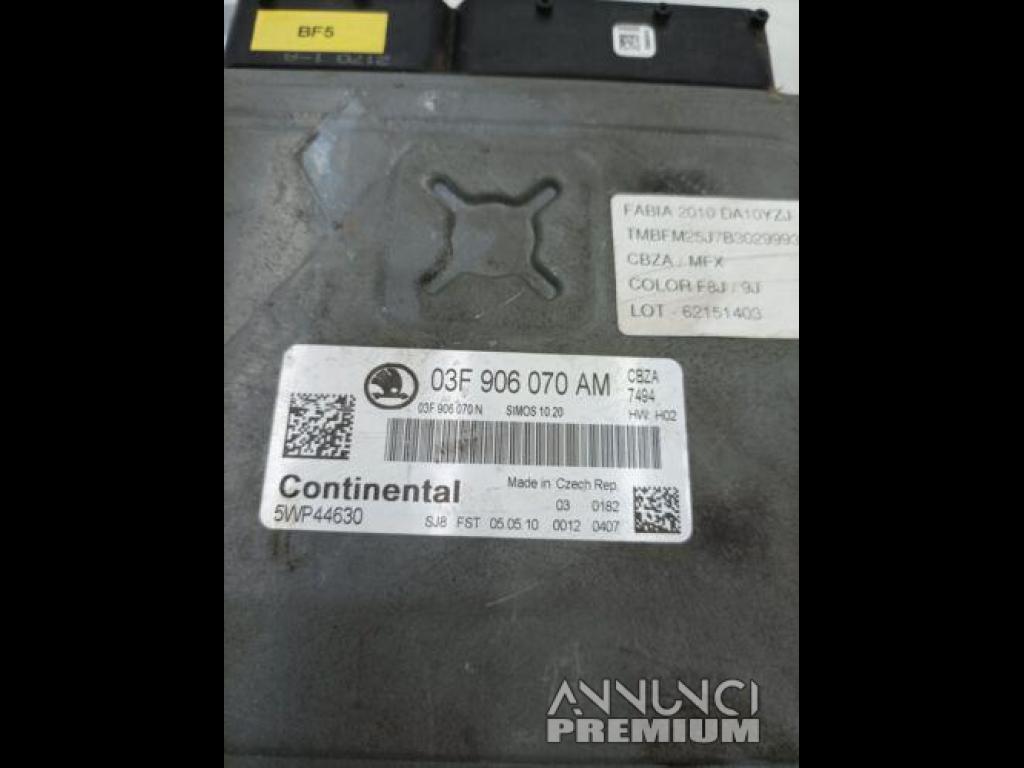 BF5
FABIA 2010 DA10YZJ
TMBFM25J7B3029993
CBZA / MFX
COLOR F8J / 9J
LOT - 62151403
03F 906 070 AM
CBZA
7494
03F 906 070 N SIMOS 10.20
HW: H02
Continental
Made in Czech Rep.
5WP44630
03 0182
SJ8 FST 05.05.10 0012 0407
ANNUNCI
PREMIUM